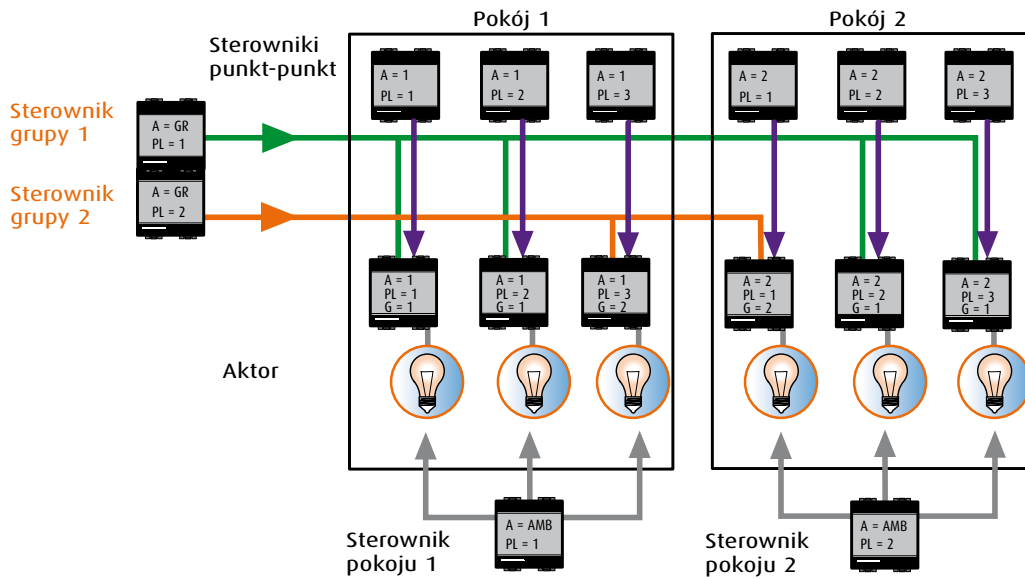 Pokój 1
Pokój 2
Sterowniki
punkt-punkt
A = 1
PL = 1
A = 1
PL = 2
A = 1
PL = 3
A = 2
PL = 1
A = 2
PL = 2
A = 2
PL = 3
Sterownik
grupy 1
A = GR
PL = 1
Sterownik
grupy 2
A = GR
PL = 2
A = 1
PL = 1
G = 1
A = 1
PL = 2
G = 1
A = 1
PL = 3
G = 2
A = 2
PL = 1
G = 2
A = 2
PL = 2
G = 1
A = 2
PL = 3
G = 1
Aktor
Sterownik
pokoju 1
A = AMB
PL = 1
Sterownik
pokoju 2
A = AMB
PL = 2